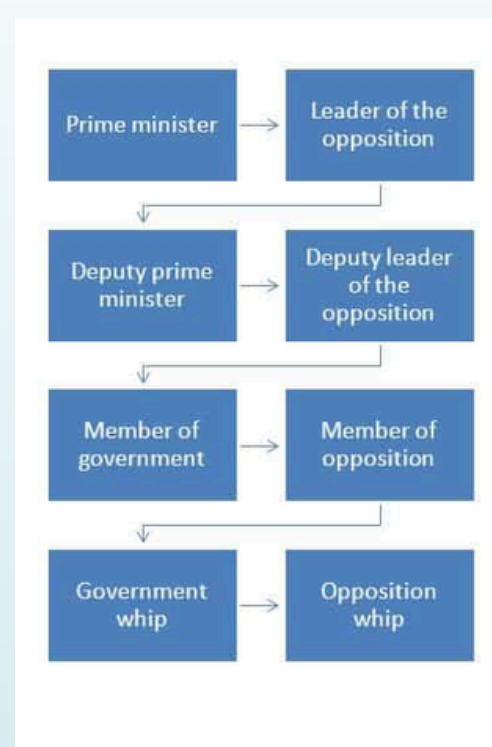 Prime minister
Leader of the
opposition
Deputy prime
minister
Deputy leader
of the
opposition
Member of
government
Member of
opposition
Government
whip
Opposition
whip